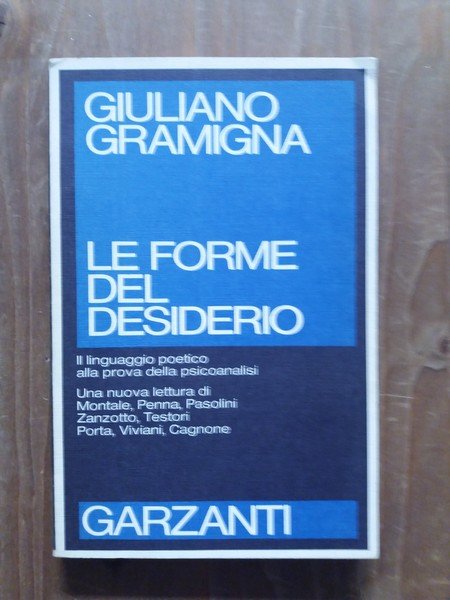 GIULIANO
GRAMIGNA
LE FORME
DEL
DESIDERIO
Il linguaggio poetico
alla prova della psicoanalisi
Una nuova lettura di
Montale, Penna, Pasolini
Zanzotto, Testori
Porta, Viviani, Cagnone
GARZANTI